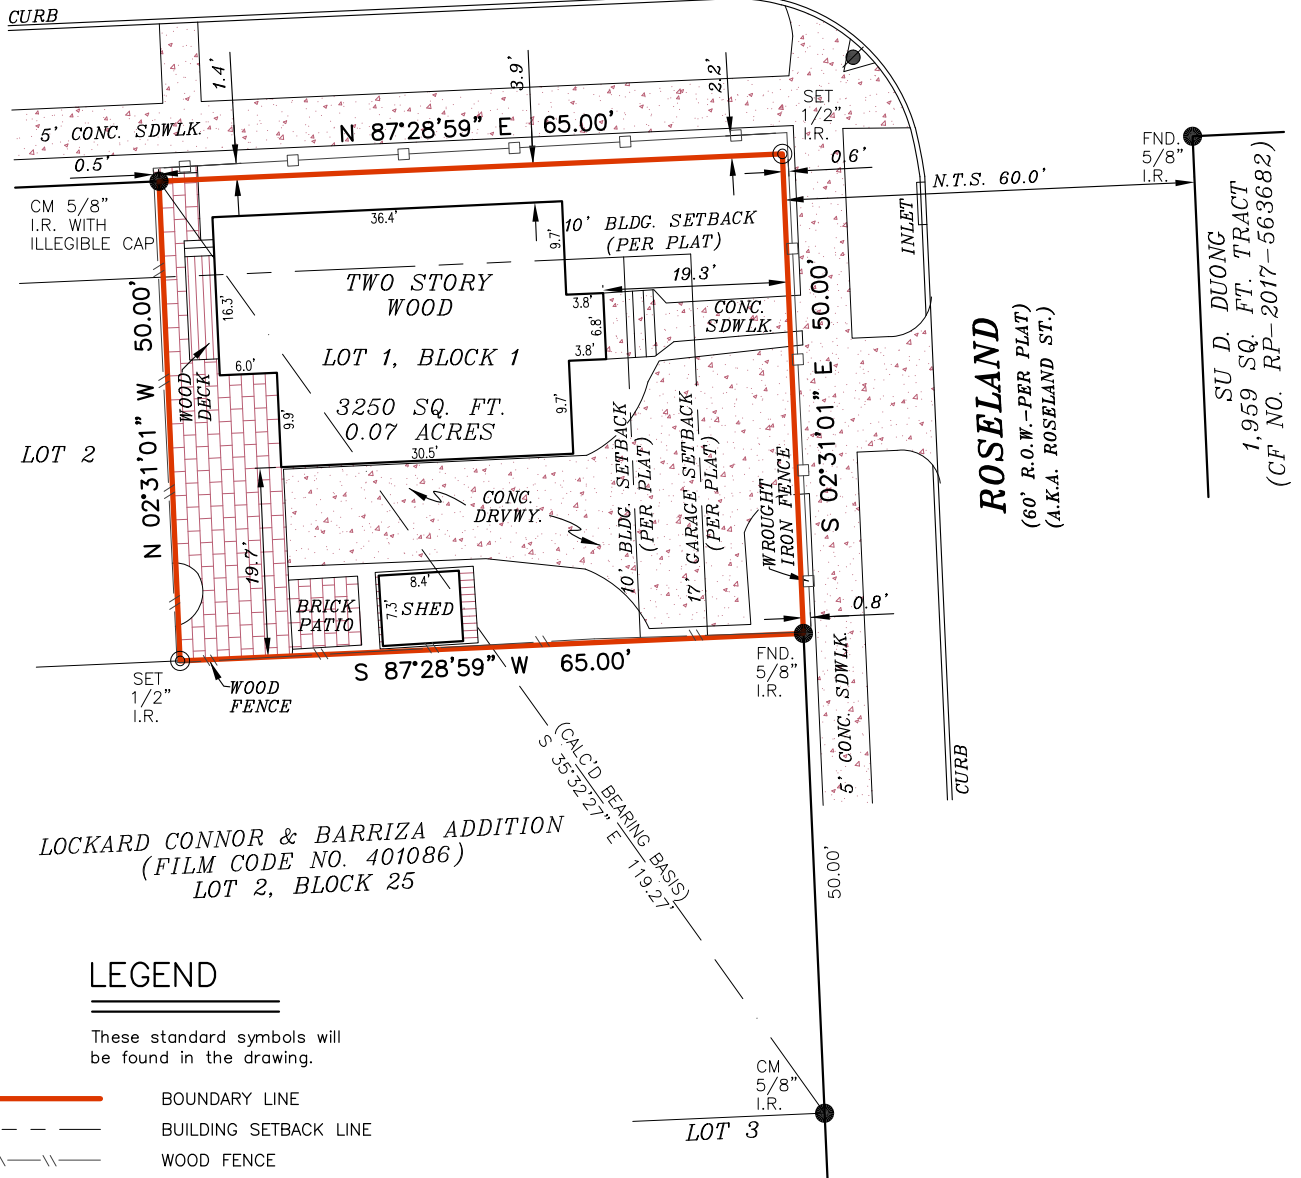 CURB
1.4'
3.9'
2.2'
5' CONC. SDWLK.
N 87°28'59" E 65.00'
SET
1/2"
I.R.
0.5'
0.6'
FND.
5/8"
I.R.
N.T.S. 60.0'
CM 5/8"
I.R. WITH
ILLEGIBLE CAP
36.4'
9.7'
10' BLDG. SETBACK
(PER PLAT)
INLET
SU D. DUONG
1,959 SQ. FT. TRACT
(CF NO. RP-2017-563682)
TWO STORY
WOOD
19.3'
16.3'
3.8'
6.8'
3.8'
CONC.
SDWLK.
N 02°31'01" W 50.00'
S 02°31'01" E 50.00'
LOT 1, BLOCK 1
3250 SQ. FT.
0.07 ACRES
6.0'
9.9'
9.7'
30.5'
WOOD
DECK
LOT 2
ROSELAND
(60' R.O.W.-PER PLAT)
(A.K.A. ROSELAND ST.)
10' BLDG. SETBACK
(PER PLAT)
17' GARAGE SETBACK
(PER PLAT)
WROUGHT
IRON FENCE
CONC.
DRVWY.
19.7'
8.4'
7.3'
SHED
BRICK
PATIO
0.8'
S 87°28'59" W 65.00'
SET
1/2"
I.R.
WOOD
FENCE
FND.
5/8"
I.R.
5' CONC. SDWLK.
CURB
(CALC'D BEARING BASIS)
S 35°32'27" E 119.27'
LOCKARD CONNOR & BARRIZA ADDITION
(FILM CODE NO. 401086)
LOT 2, BLOCK 25
50.00'
LEGEND
These standard symbols will
be found in the drawing.
BOUNDARY LINE
BUILDING SETBACK LINE
WOOD FENCE
CM
5/8"
I.R.
LOT 3